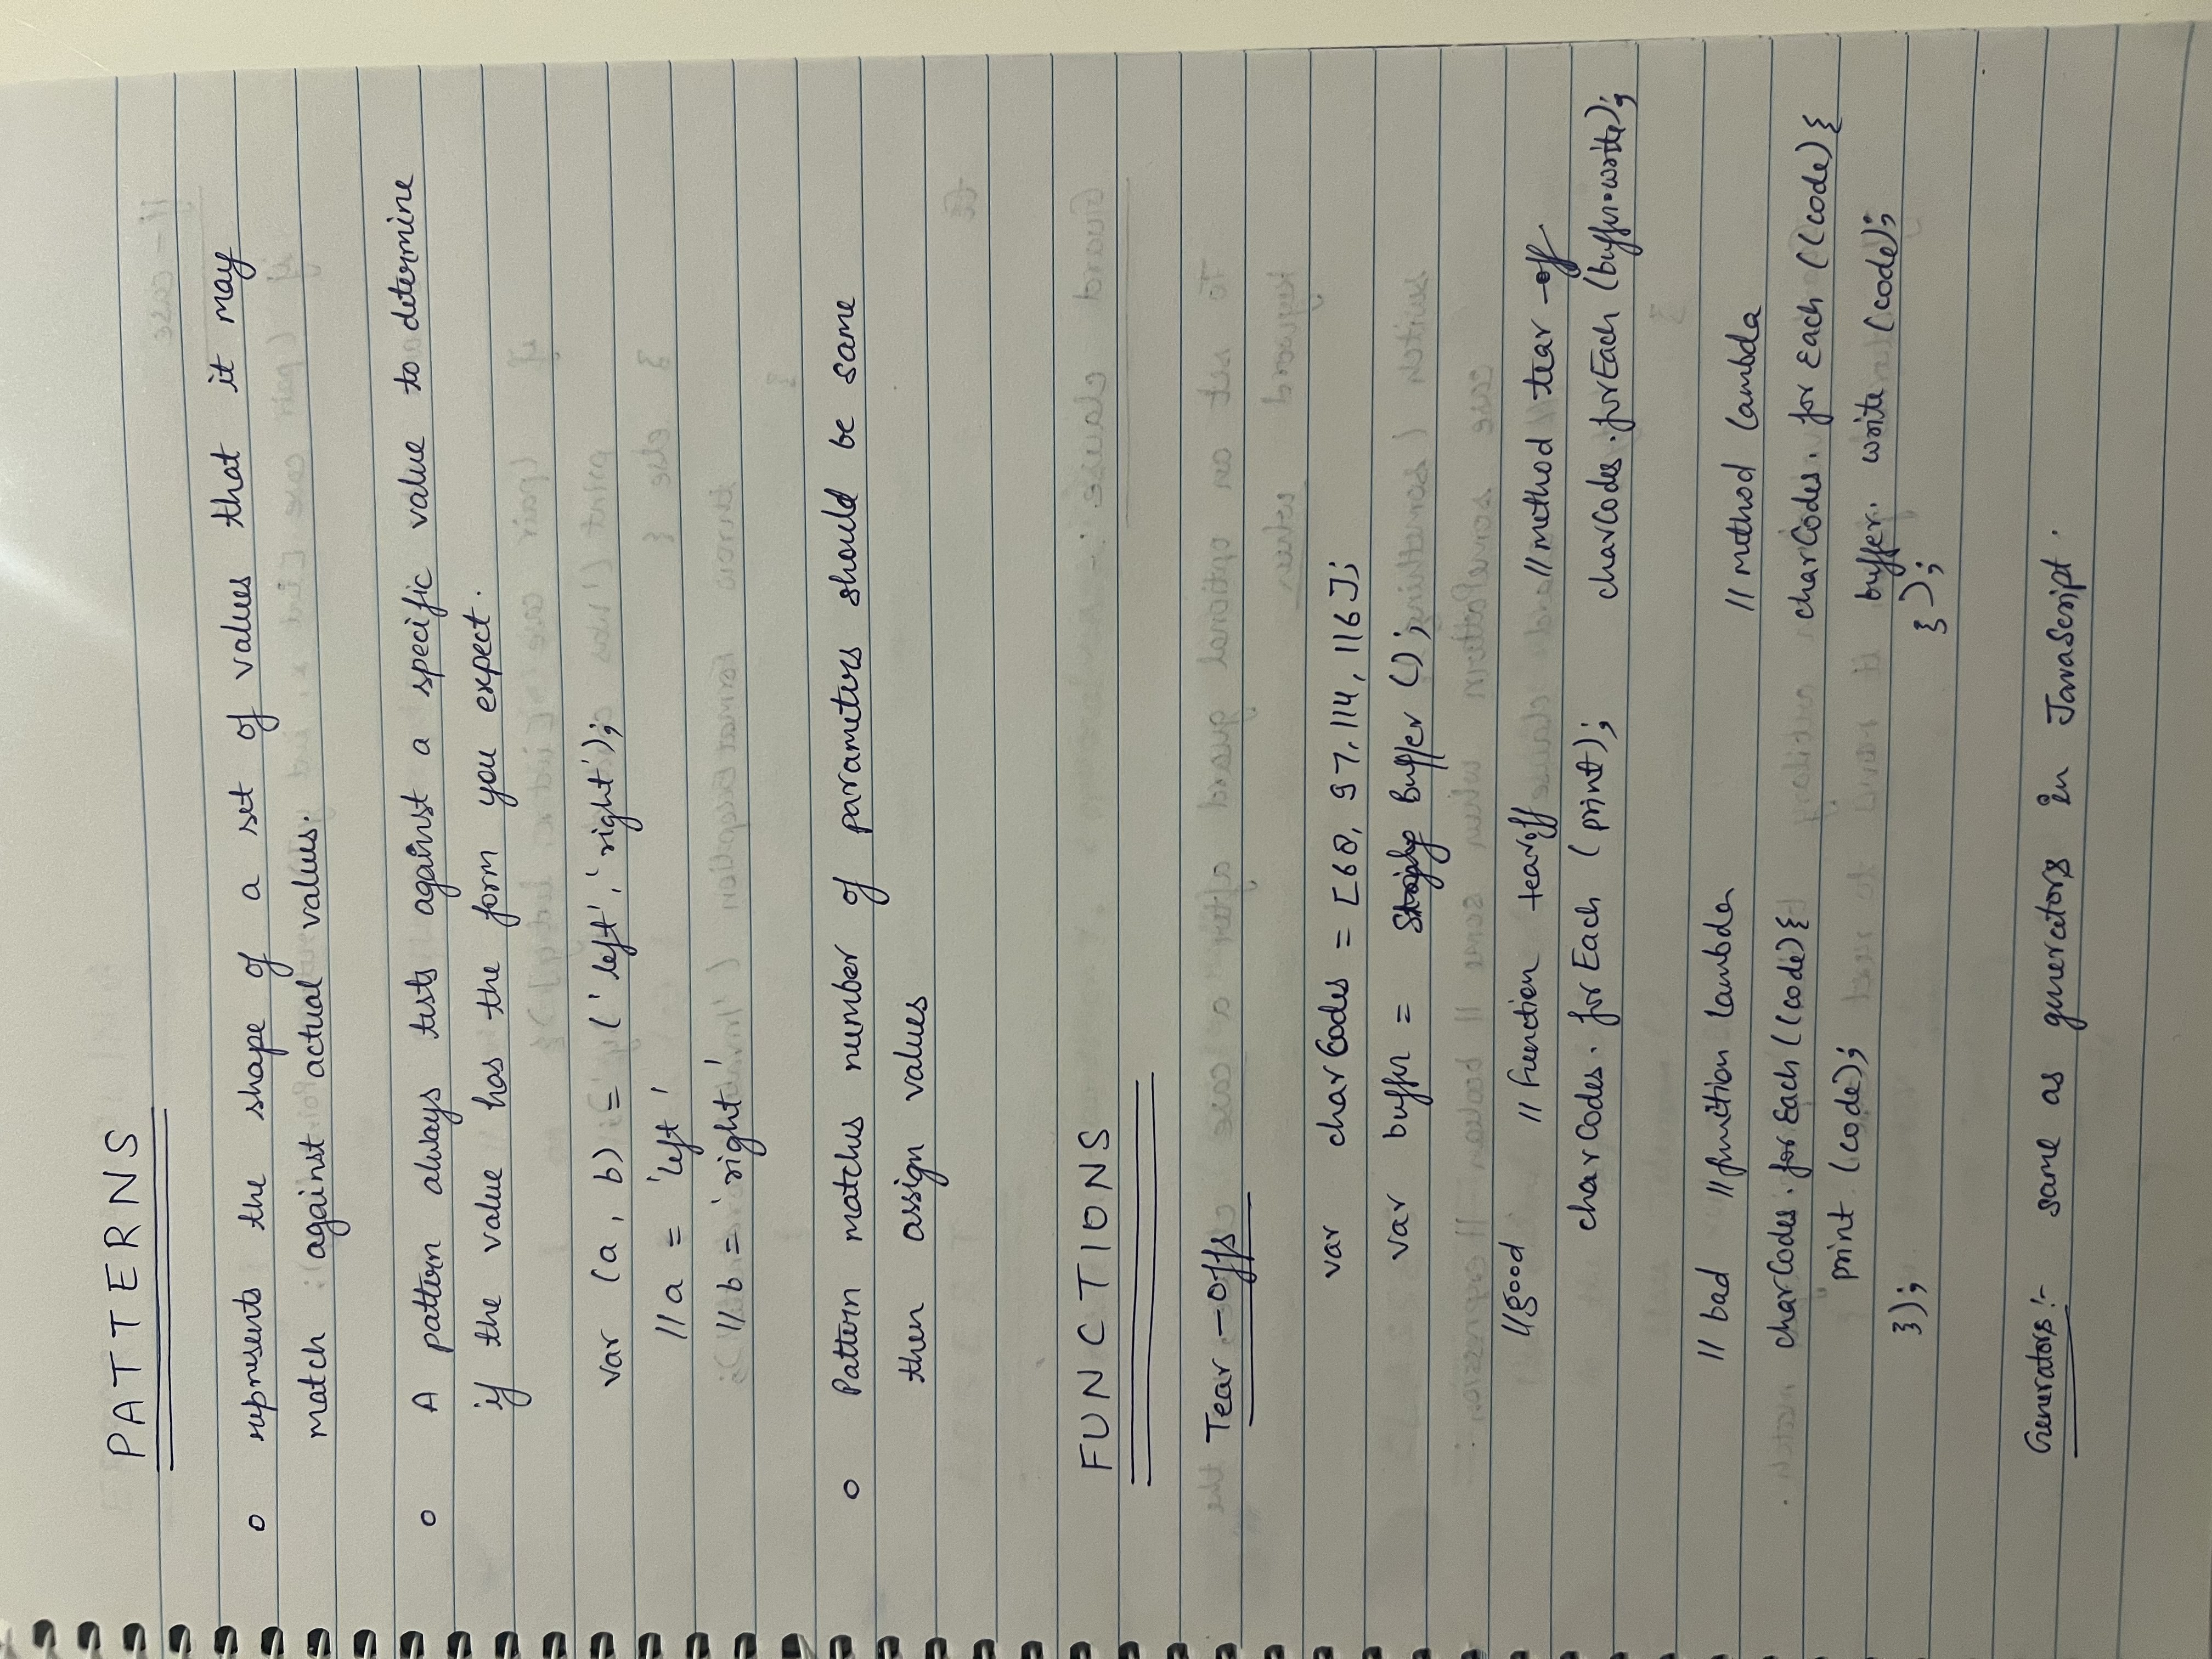 PATTERNS
o represents the shape of a set of values that it may
match against actual values.
o A pattern always tests against a specific value to determine
if the value has the form you expect.
var (a, b) = ('left', 'right');
//a = 'left'
//b = 'right'
o Pattern matches number of parameters should be same
then assign values
FUNCTIONS
Tear-offs
var charCodes = [68, 97, 114, 116];
var buffer = Buffer();
//good // Function tearoff
charCodes.forEach (print);
//method tear-off
charCodes.forEach (buffer.write);
// bad //function lambda
charCodes.forEach ((code){
print (code);
});
// method lambda
charCodes.forEach ((code){
buffer.write (code);
});
Generators:- same as generators in JavaScript.